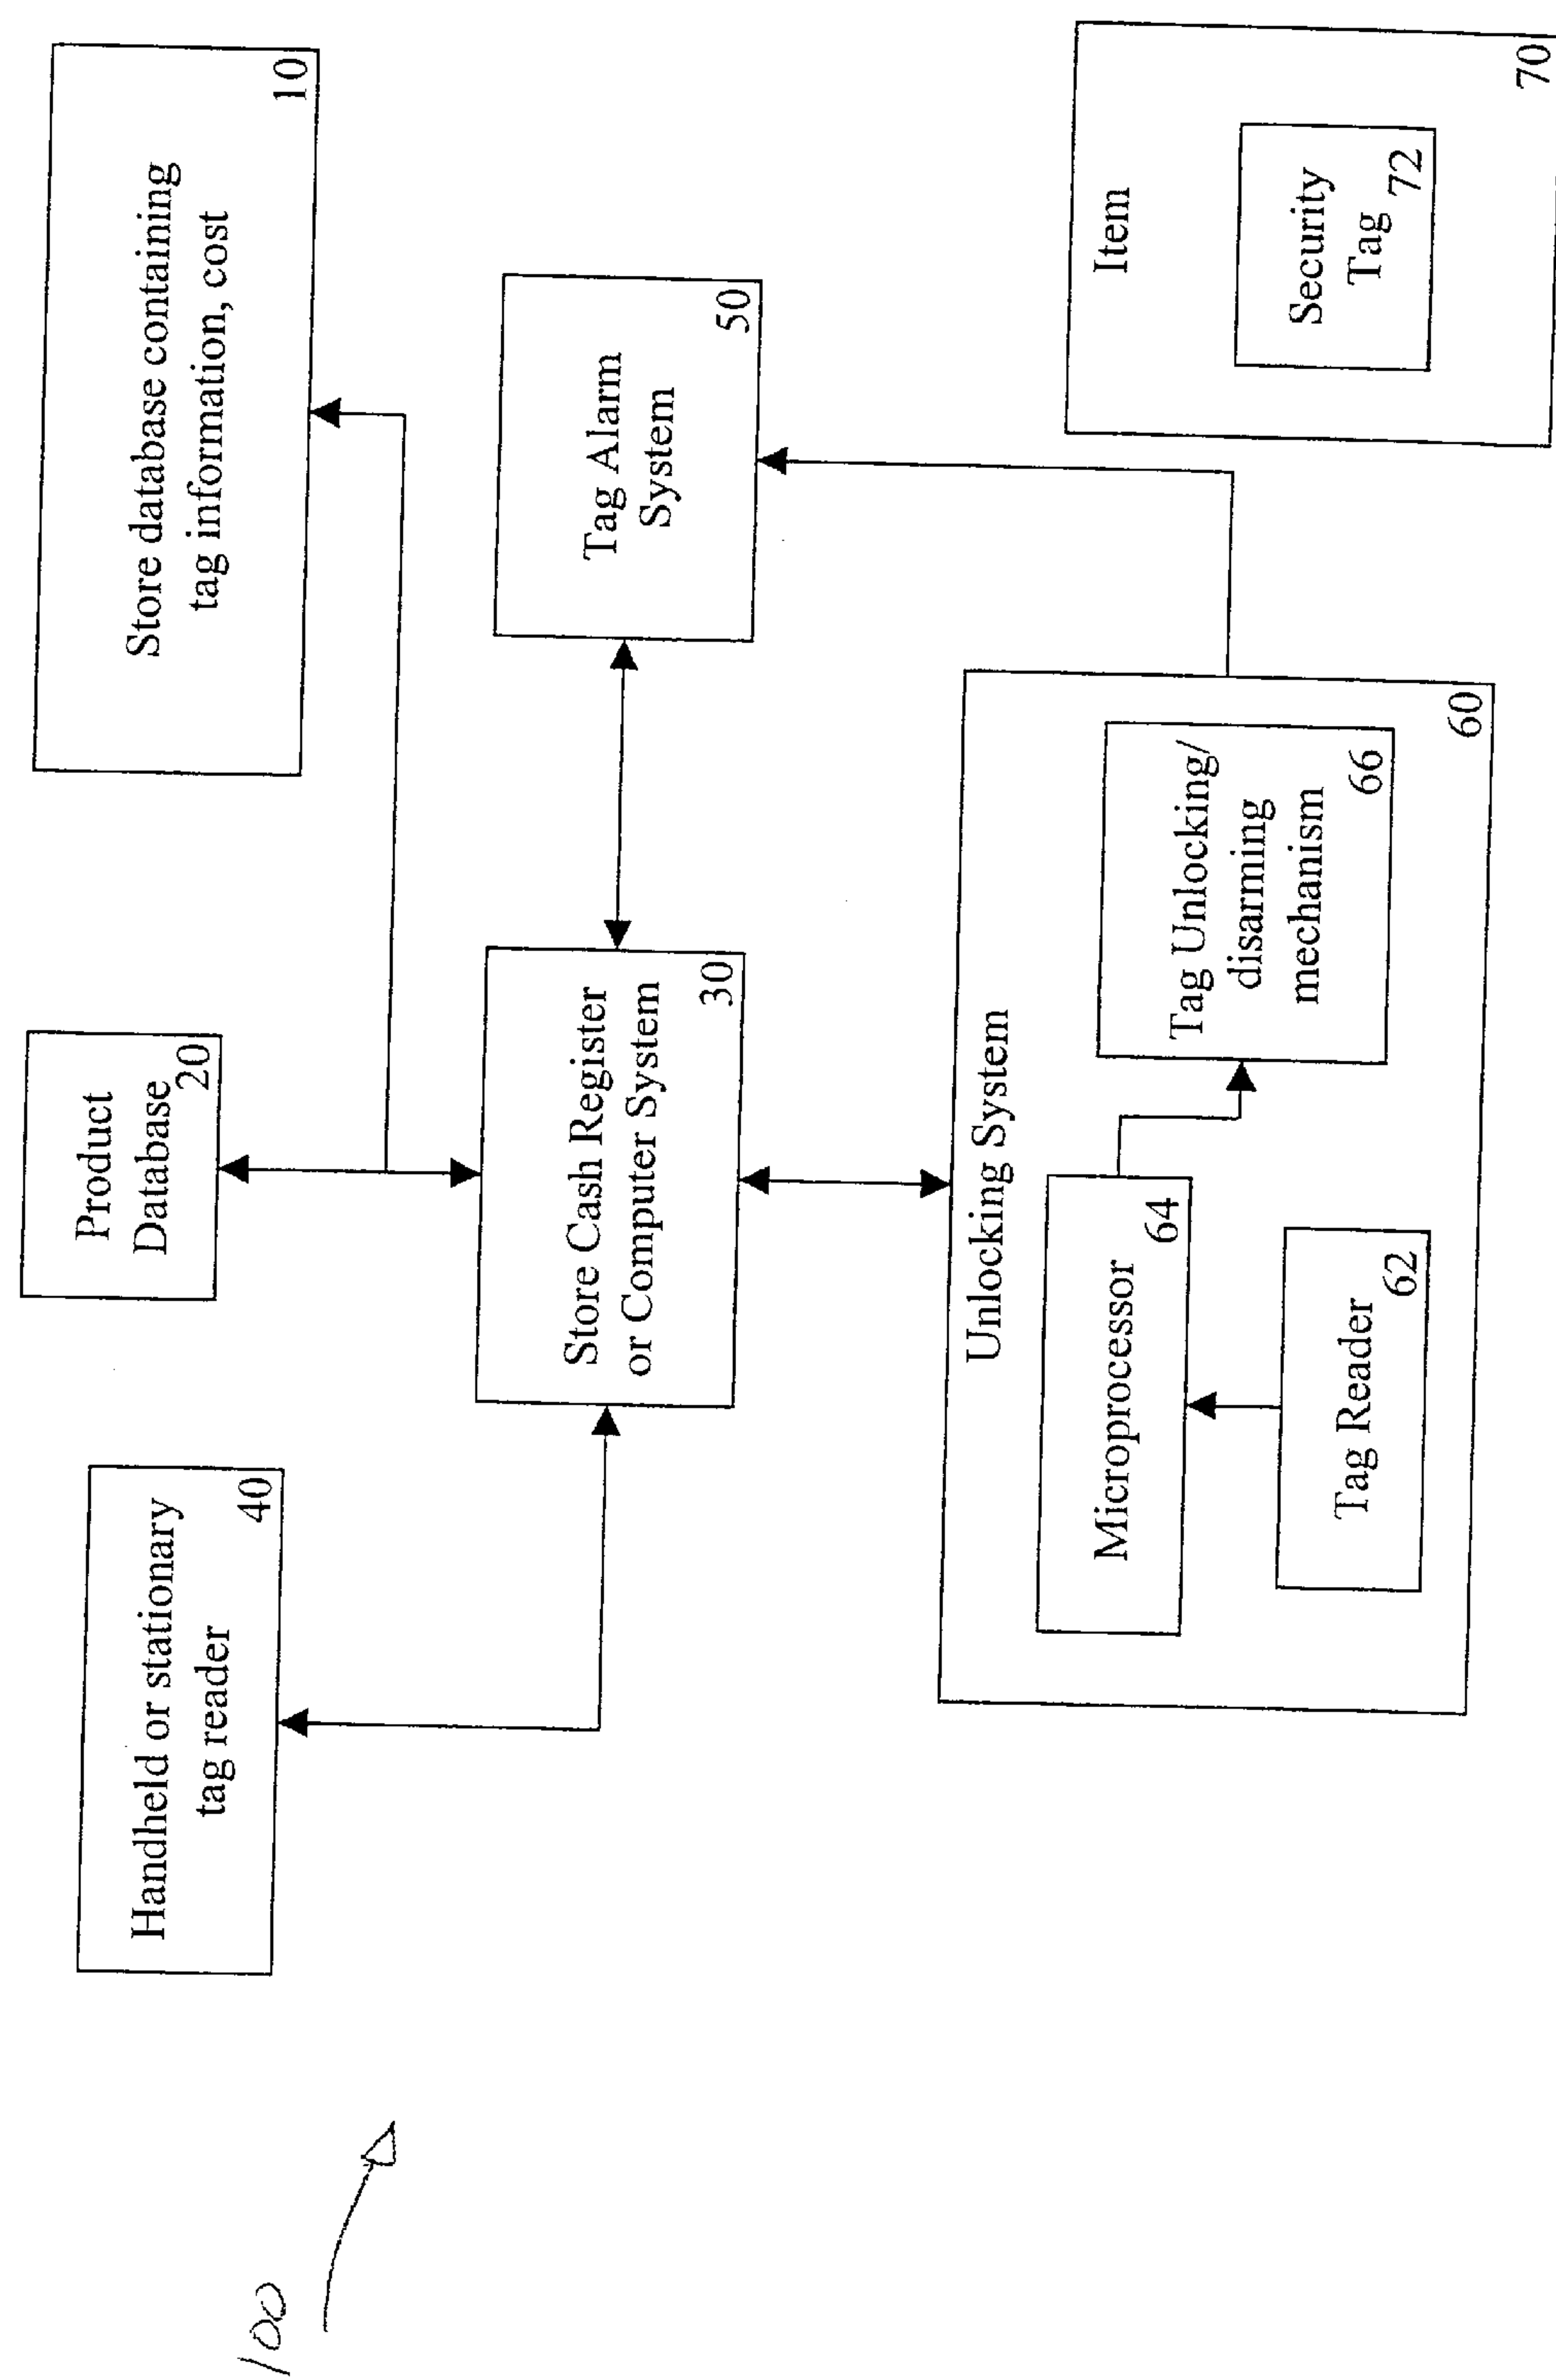 Handheld or stationary
tag reader
40
Product
Database
20
Store database containing
tag information, cost
10
Store Cash Register
or Computer System
30
Tag Alarm
System
50
Unlocking System
60
Microprocessor
64
Tag Reader
62
Tag Unlocking/
disarming
mechanism
66
Item
70
Security
Tag
72
100